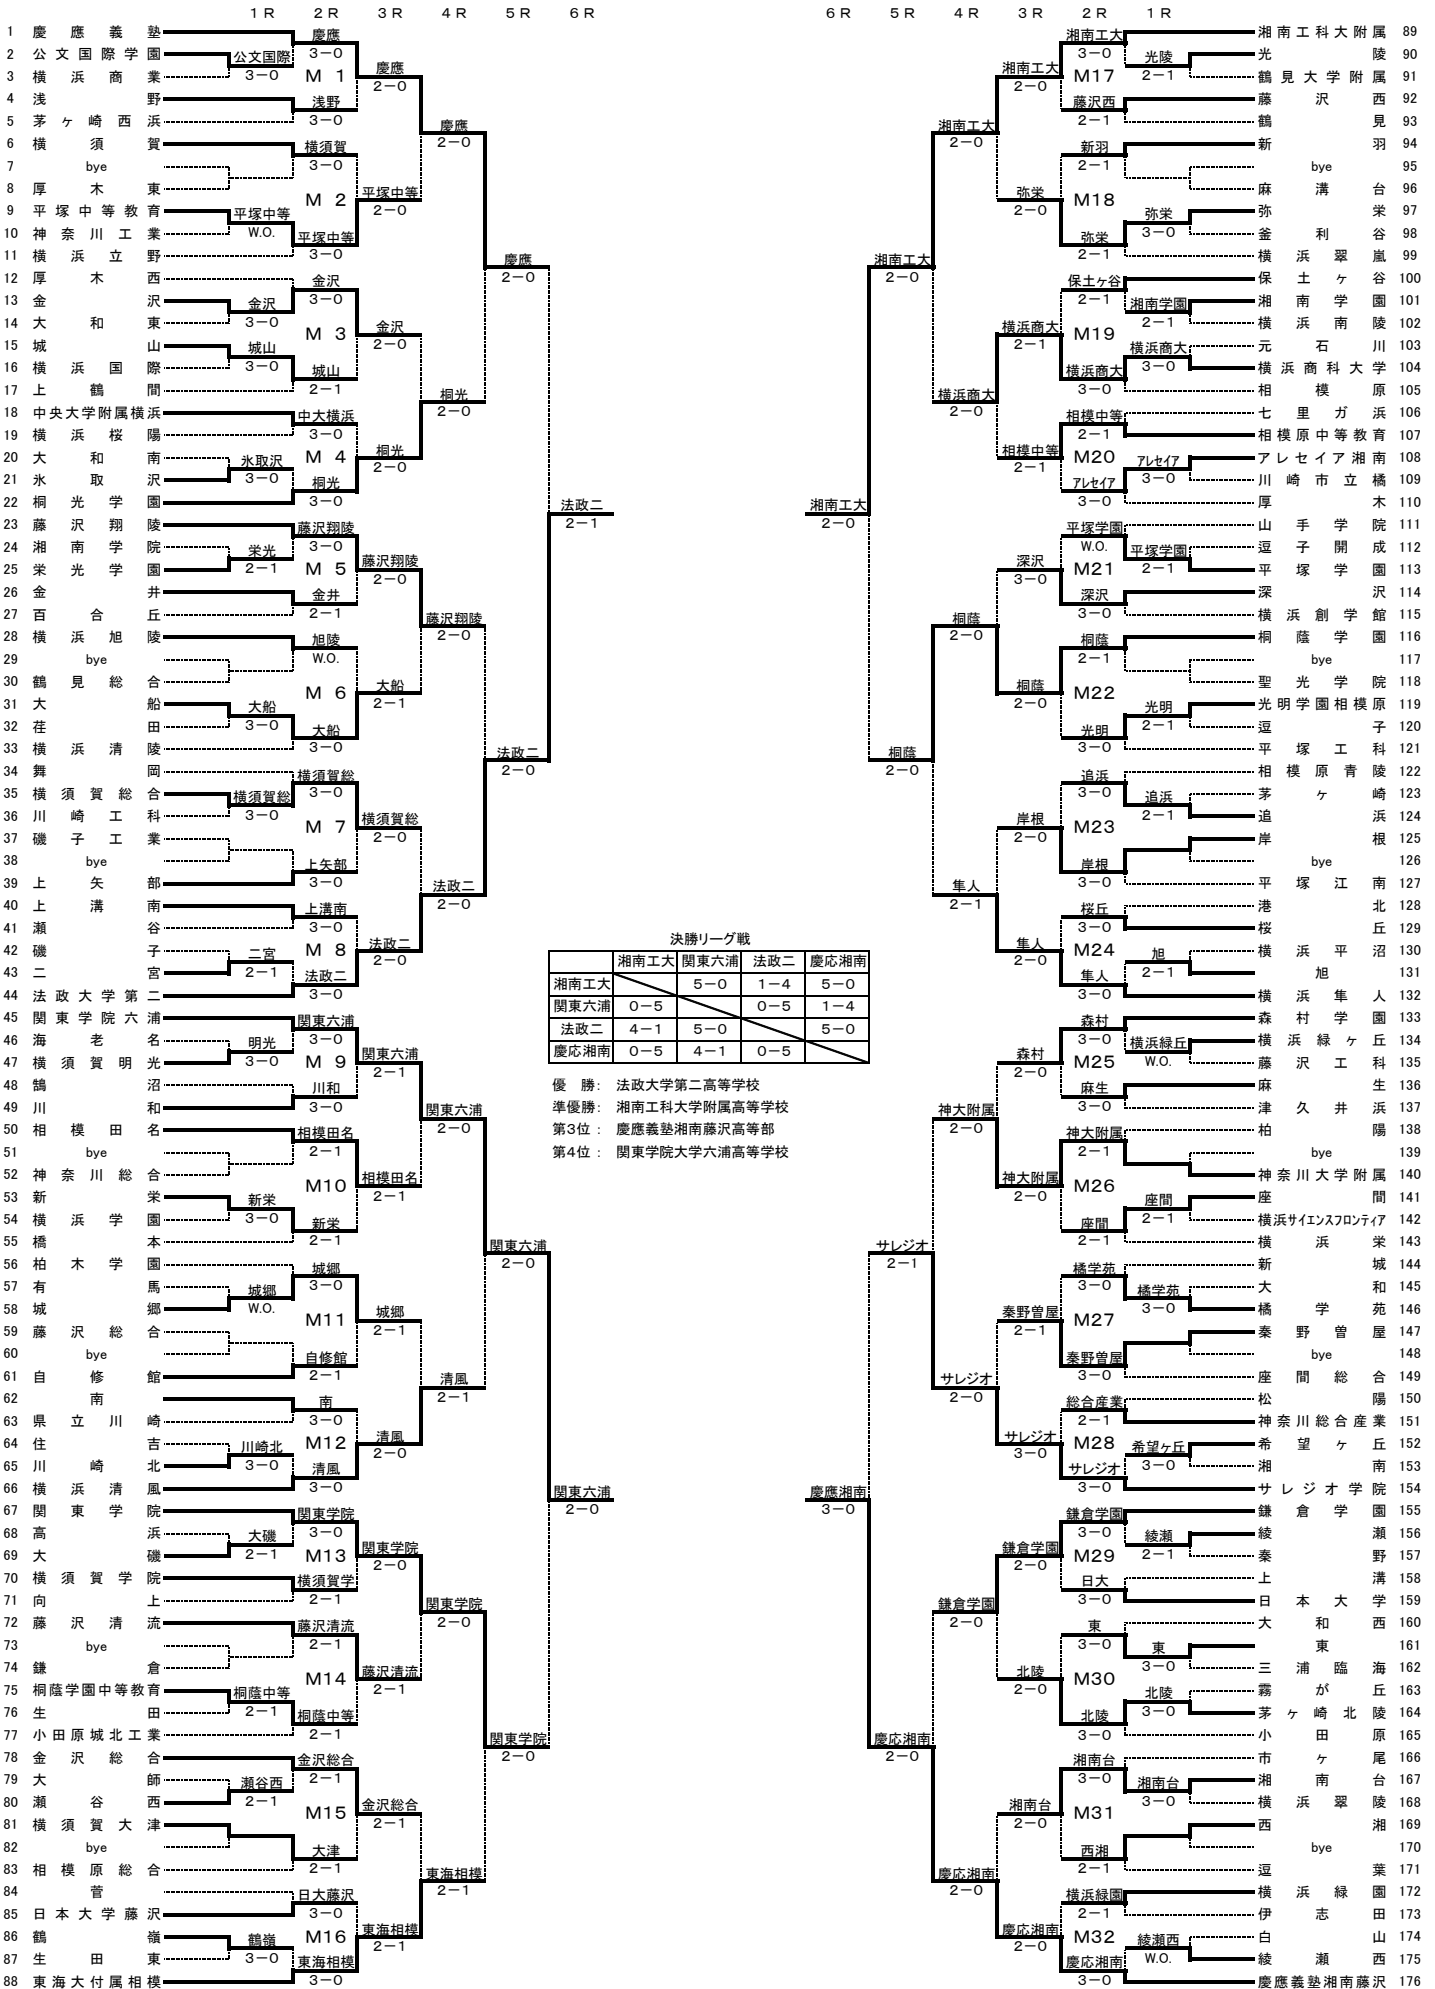 1R 2R 3R 4R 5R 6R
1 慶應義塾
2 公文国際学園
3 横浜商業
4 浅野
5 茅ヶ崎西浜
6 横須賀
7 bye
8 厚木東
9 平塚中等教育
10 神奈川工業
11 横浜立野
12 厚木西
13 金沢
14 大和東
15 城山
16 横浜国際
17 上鶴間
18 中央大学附属横浜
19 横浜桜陽
20 大和南
21 氷取沢
22 桐光学園
23 藤沢翔陵
24 湘南学院
25 栄光学園
26 金井
27 百合丘
28 横浜旭陵
29 bye
30 鶴見総合
31 大船
32 荏田
33 横浜清陵
34 舞岡
35 横須賀総合
36 川崎工科
37 磯子工業
38 bye
39 上矢部
40 上溝南
41 瀬谷
42 磯子
43 二宮
44 法政大学第二
45 関東学院六浦
46 海老名
47 横須賀明光
48 鵠沼
49 川和
50 相模田名
51 bye
52 神奈川総合
53 新栄
54 横浜学園
55 橋本
56 柏木学園
57 有馬
58 城郷
59 藤沢総合
60 bye
61 自修館
62 南
63 県立川崎
64 住吉
65 川崎北
66 横浜清風
67 関東学院
68 高浜
69 大磯
70 横須賀学院
71 向上
72 藤沢清流
73 bye
74 鎌倉
75 桐蔭学園中等教育
76 生田
77 小田原城北工業
78 金沢総合
79 大師
80 瀬谷西
81 横須賀大津
82 bye
83 相模原総合
84 菅
85 日本大学藤沢
86 鶴嶺
87 生田東
88 東海大付属相模
公文国際 3-0
平塚中等 W.O.
金沢 3-0
城山 3-0
氷取沢 3-0
栄光 2-1
大船 3-0
横須賀総 3-0
二宮 2-1
明光 3-0
新栄 3-0
城郷 W.O.
川崎北 3-0
大磯 2-1
桐蔭中等 2-1
瀬谷西 2-1
鶴嶺 3-0
慶應 3-0
M1
浅野 3-0
横須賀 3-0
M2
平塚中等 3-0
金沢 3-0
M3
城山 2-1
中大横浜 3-0
M4
桐光 3-0
藤沢翔陵 3-0
M5
金井 2-1
旭陵 W.O.
M6
大船 3-0
横須賀総 3-0
M7
上矢部 3-0
上溝南 3-0
M8
法政二 3-0
関東六浦 3-0
M9
川和 3-0
相模田名 2-1
M10
新栄 2-1
城郷 3-0
M11
自修館 2-1
南 3-0
M12
清風 3-0
関東学院 3-0
M13
横須賀学 2-1
藤沢清流 2-1
M14
桐蔭中等 2-1
金沢総合 2-1
M15
大津 2-1
日大藤沢 3-0
M16
東海相模 3-0
慶應 2-0
平塚中等 2-0
金沢 2-0
桐光 2-0
藤沢翔陵 2-0
大船 2-1
横須賀総 2-0
法政二 2-0
関東六浦 2-1
相模田名 2-1
城郷 2-1
清風 2-0
関東学院 2-0
藤沢清流 2-1
金沢総合 2-1
東海相模 2-1
慶應 2-0
桐光 2-0
藤沢翔陵 2-0
法政二 2-0
関東六浦 2-0
清風 2-1
関東学院 2-0
東海相模 2-1
慶應 2-0
法政二 2-0
関東六浦 2-0
関東学院 2-0
法政二 2-1
関東六浦 2-0
決勝リーグ戦
湘南工大 関東六浦 法政二 慶応湘南
湘南工大 5-0 1-4 5-0
関東六浦 0-5 0-5 1-4
法政二 4-1 5-0 5-0
慶応湘南 0-5 4-1 0-5
優 勝: 法政大学第二高等学校
準優勝: 湘南工科大学附属高等学校
第3位: 慶應義塾湘南藤沢高等部
第4位: 関東学院大学六浦高等学校
6R 5R 4R 3R 2R 1R
湘南工大 2-0
慶應湘南 3-0
湘南工大 2-0
桐蔭 2-0
サレジオ 2-1
慶応湘南 2-0
湘南工大 2-0
横浜商大 2-0
桐蔭 2-0
隼人 2-1
神大附属 2-0
サレジオ 2-0
鎌倉学園 2-0
慶応湘南 2-0
湘南工大 2-0
弥栄 2-0
横浜商大 2-1
相模中等 2-1
深沢 3-0
桐蔭 2-0
岸根 2-0
隼人 2-0
森村 2-0
神大附属 2-0
秦野曽屋 2-1
サレジオ 3-0
鎌倉学園 2-0
北陵 2-0
湘南台 2-0
慶応湘南 2-0
湘南工大 3-0
M17
藤沢西 2-1
新羽 2-1
M18
弥栄 2-1
保土ヶ谷 2-1
M19
横浜商大 3-0
相模中等 2-1
M20
アレセイア 3-0
平塚学園 W.O.
M21
深沢 3-0
桐蔭 2-1
M22
光明 3-0
追浜 3-0
M23
岸根 3-0
桜丘 3-0
M24
隼人 3-0
森村 3-0
M25
麻生 3-0
神大附属 2-1
M26
座間 2-1
橘学苑 3-0
M27
秦野曽屋 3-0
総合産業 2-1
M28
サレジオ 3-0
鎌倉学園 3-0
M29
日大 3-0
東 3-0
M30
北陵 3-0
湘南台 3-0
M31
西湘 2-1
横浜緑園 2-1
M32
慶応湘南 3-0
光陵 2-1
弥栄 3-0
湘南学園 2-1
横浜商大 3-0
アレセイア 3-0
平塚学園 2-1
光明 2-1
追浜 2-1
旭 2-1
横浜緑丘 W.O.
座間 2-1
橘学苑 3-0
希望ヶ丘 3-0
綾瀬 2-1
東 3-0
北陵 3-0
湘南台 3-0
綾瀬西 W.O.
湘南工科大附属 89
光陵 90
鶴見大学附属 91
藤沢西 92
鶴見 93
新羽 94
bye 95
麻溝台 96
弥栄 97
釜利谷 98
横浜翠嵐 99
保土ヶ谷 100
湘南学園 101
横浜南陵 102
元石川 103
横浜商科大学 104
相模原 105
七里ガ浜 106
相模原中等教育 107
アレセイア湘南 108
川崎市立橘 109
厚木 110
山手学院 111
逗子開成 112
平塚学園 113
深沢 114
横浜創学館 115
桐蔭学園 116
bye 117
聖光学院 118
光明学園相模原 119
逗子 120
平塚工科 121
相模原青陵 122
茅ヶ崎 123
追浜 124
岸根 125
bye 126
平塚江南 127
港北 128
桜丘 129
横浜平沼 130
旭 131
横浜隼人 132
森村学園 133
横浜緑ヶ丘 134
藤沢工科 135
麻生 136
津久井浜 137
柏陽 138
bye 139
神奈川大学附属 140
座間 141
横浜サイエンスフロンティア 142
横浜栄 143
新城 144
大和 145
橘学苑 146
秦野曽屋 147
bye 148
座間総合 149
松陽 150
神奈川総合産業 151
希望ヶ丘 152
湘南 153
サレジオ学院 154
鎌倉学園 155
綾瀬 156
秦野 157
上溝 158
日本大学 159
大和西 160
東 161
三浦臨海 162
霧が丘 163
茅ヶ崎北陵 164
小田原 165
市ヶ尾 166
湘南台 167
横浜翠陵 168
西湘 169
bye 170
逗葉 171
横浜緑園 172
伊志田 173
白山 174
綾瀬西 175
慶應義塾湘南藤沢 176